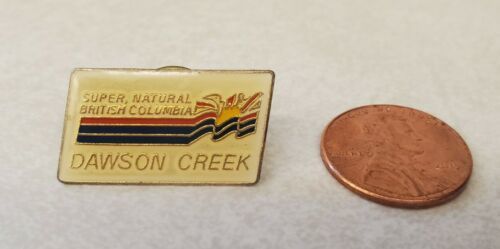 SUPER, NATURAL
BRITISH COLUMBIA
DAWSON CREEK